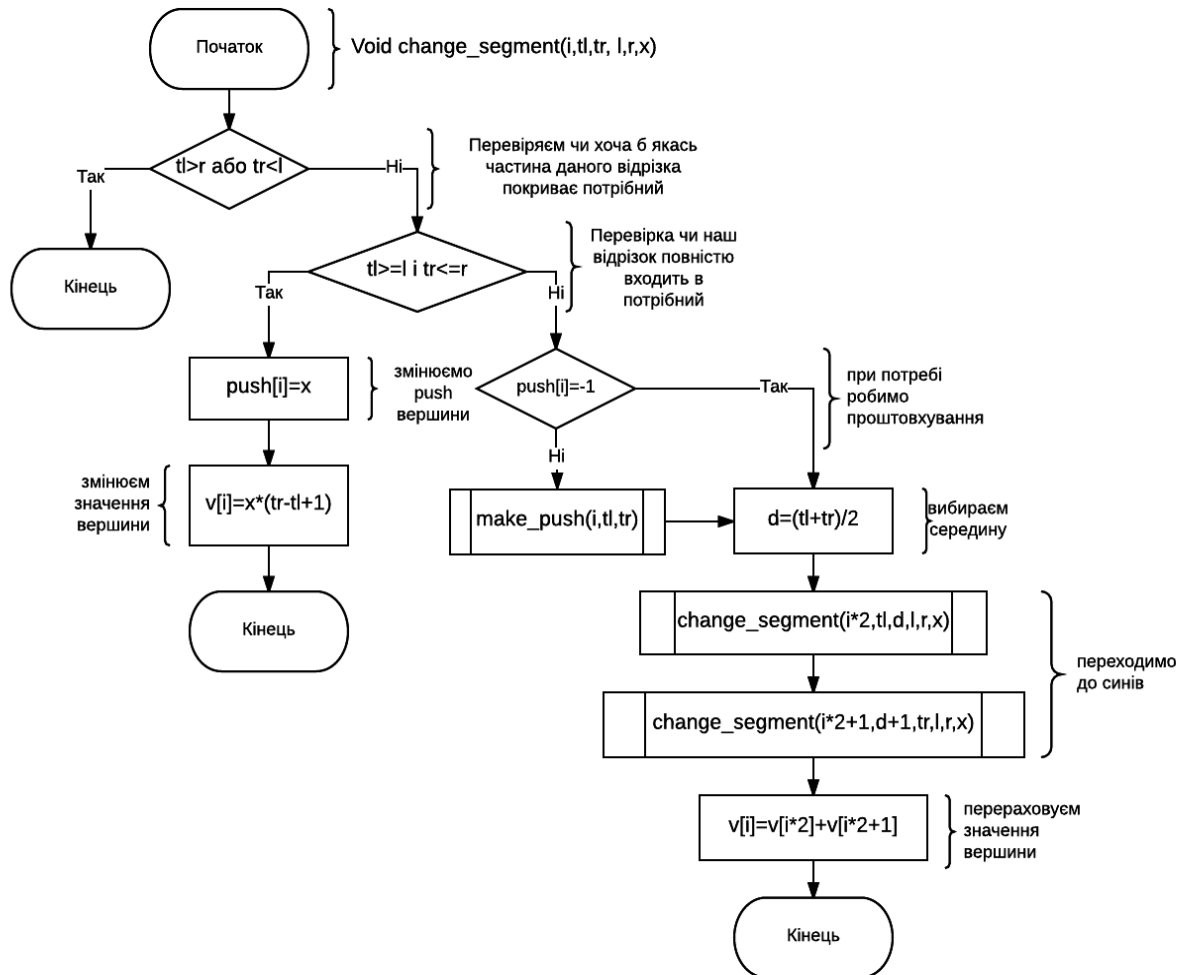 Початок
Void change_segment(i,tl,tr, l,r,x)
tl>r або tr<l
Так
Ні
Перевіряєм чи хоча б якась
частина даного відрізка
покриває потрібний
Кінець
tl>=l і tr<=r
Так
Ні
Перевірка чи наш
відрізок повністю
входить в
потрібний
push[i]=x
змінюємо
push
вершини
push[i]=-1
Так
Ні
при потребі
робимо
проштовхування
змінюєм
значення
вершини
v[i]=x*(tr-tl+1)
make_push(i,tl,tr)
d=(tl+tr)/2
вибираєм
середину
Кінець
change_segment(i*2,tl,d,l,r,x)
change_segment(i*2+1,d+1,tr,l,r,x)
переходимо
до синів
v[i]=v[i*2]+v[i*2+1]
перераховуєм
значення
вершини
Кінець